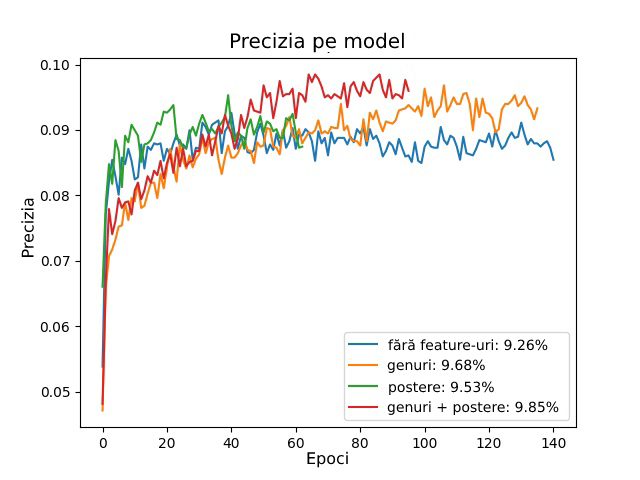 Precizia pe model
0.10
0.09
0.08
0.07
0.06
0.05
Precizia
0 20 40 60 80 100 120 140
Epoci
fără feature-uri: 9.26%
genuri: 9.68%
postere: 9.53%
genuri + postere: 9.85%